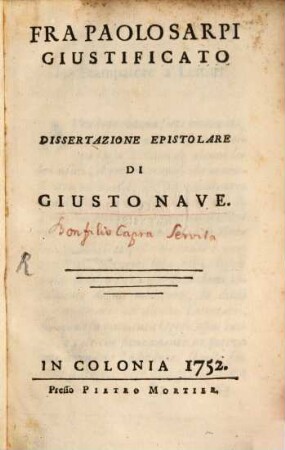 FRA PAOLO SARPI
GIUSTIFICATO
DISSERTAZIONE EPISTOLARE
DI
GIUSTO NAVE.
Bonfilio Capra Servita
R
IN COLONIA 1752.
Presso PIETRO MORTIER.